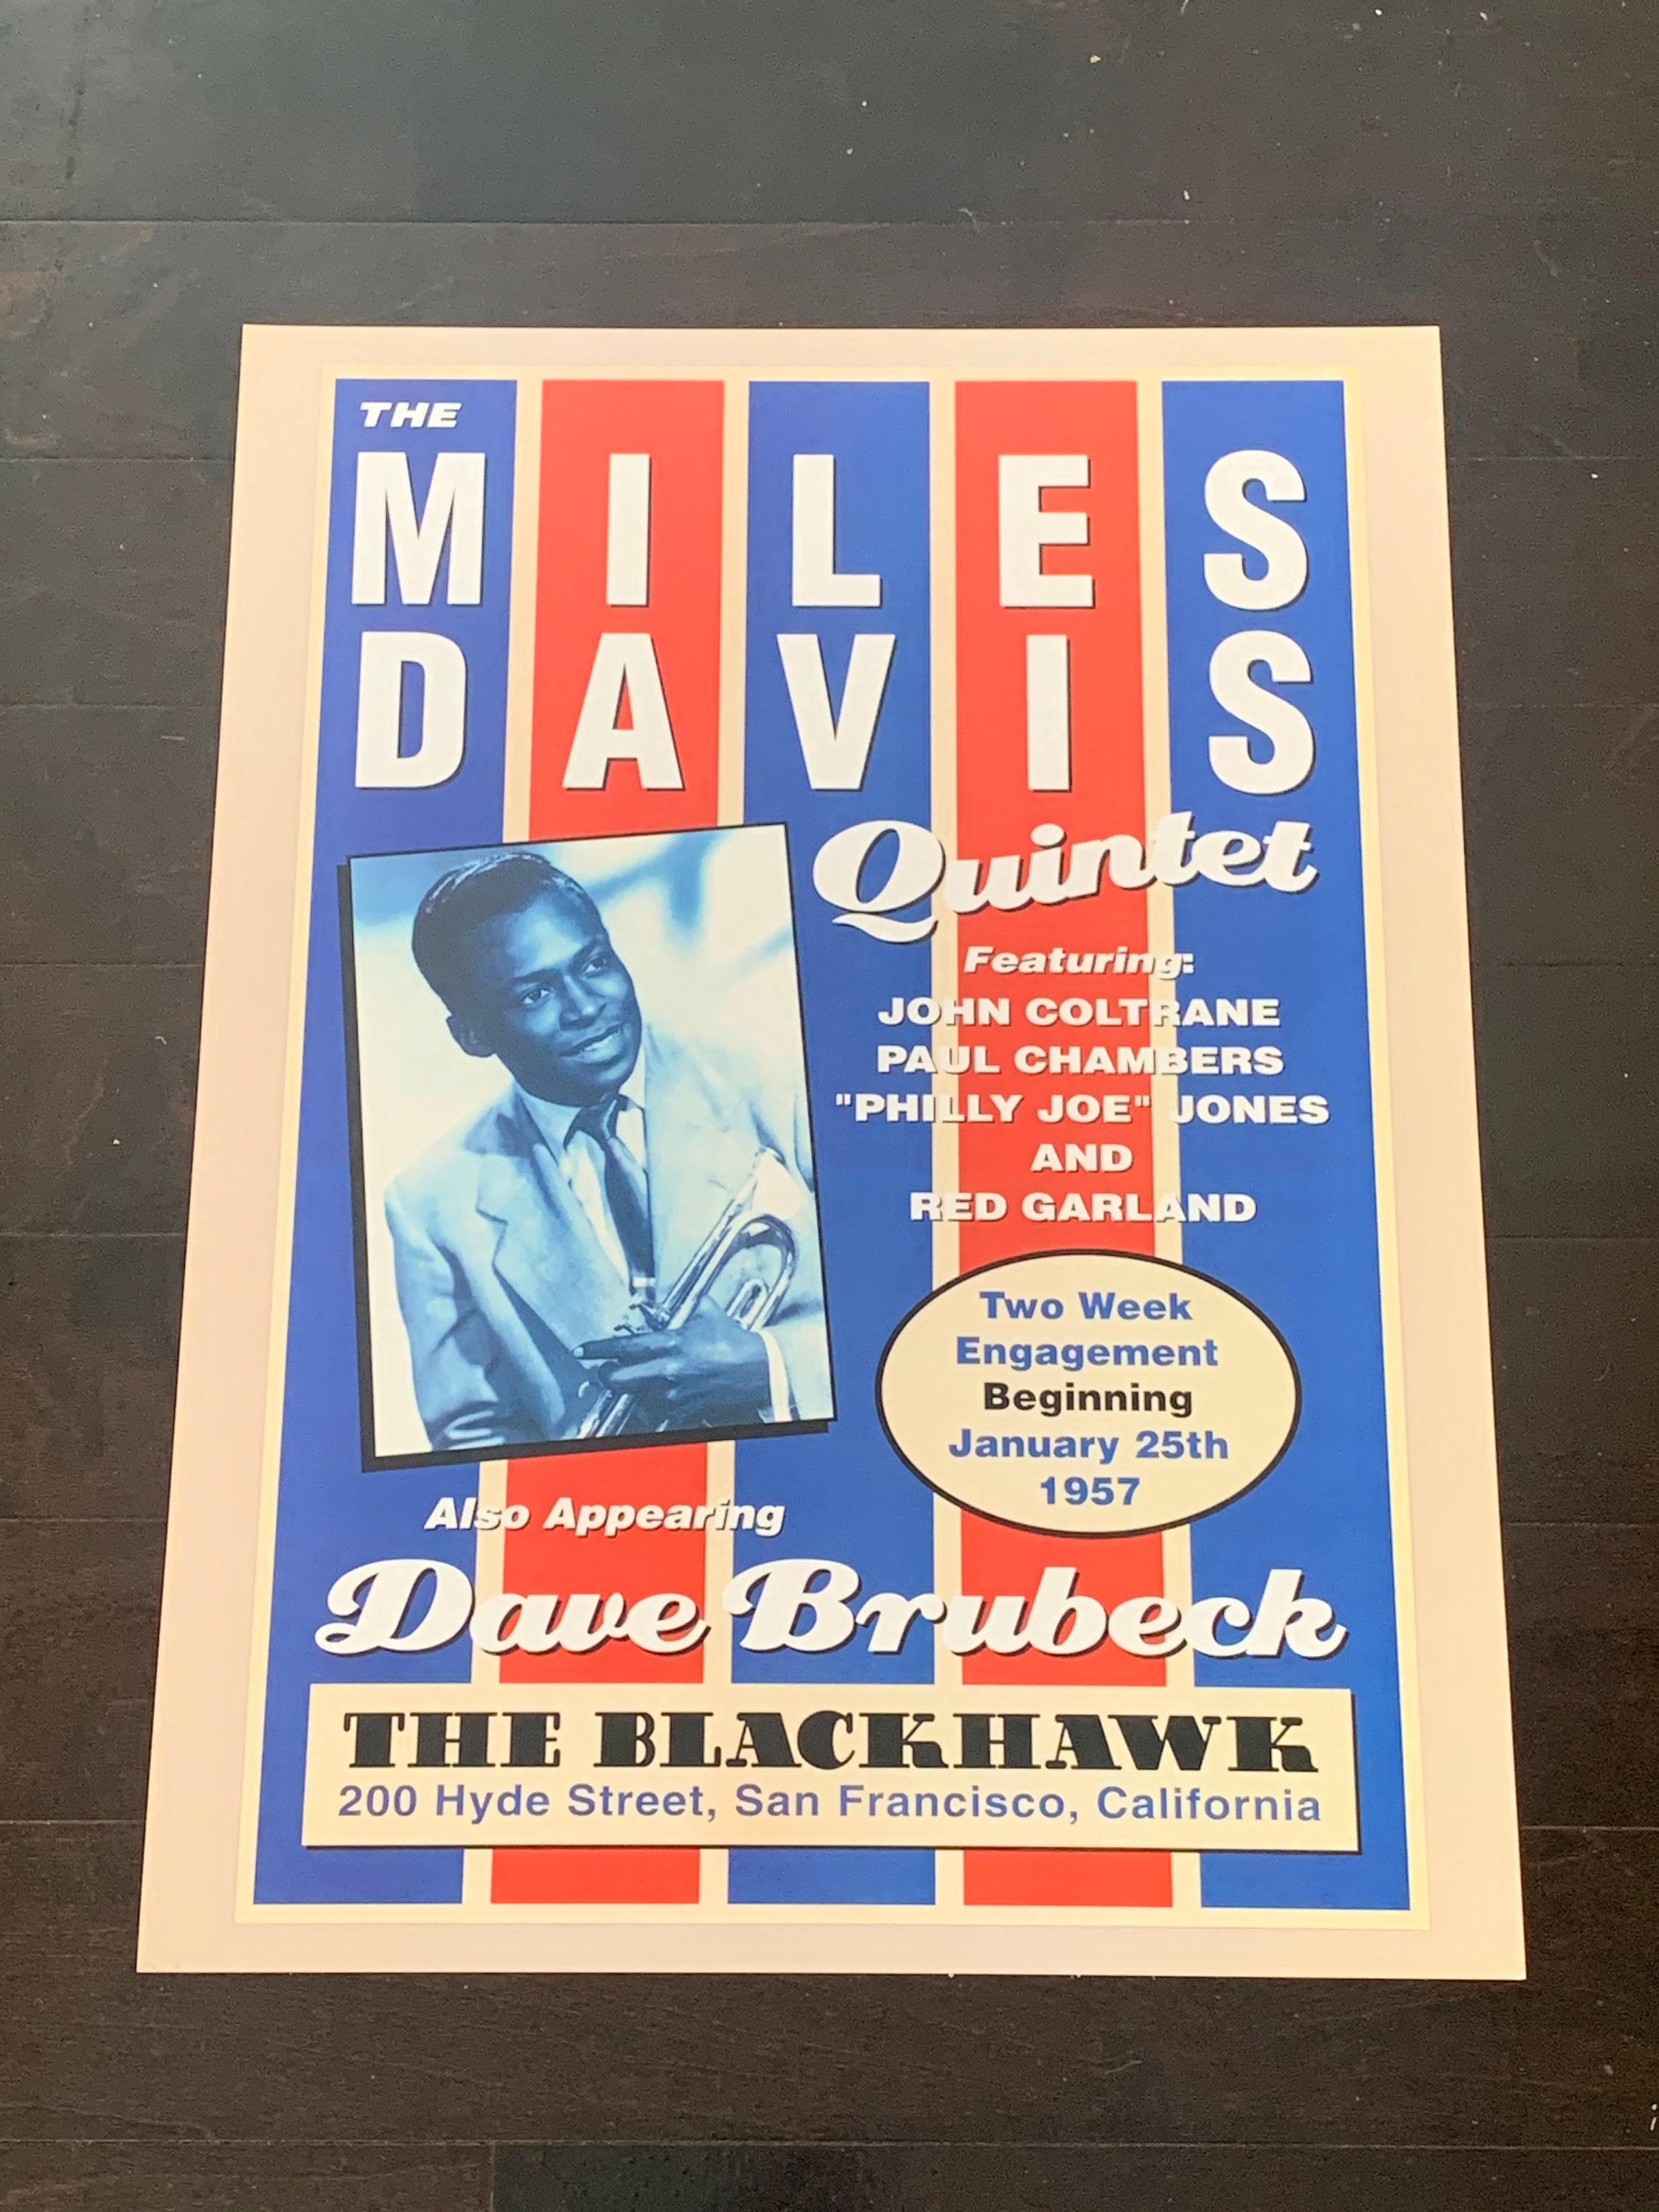 THE
MILES
DAVIS
Quintet
Featuring:
JOHN COLTRANE
PAUL CHAMBERS
"PHILLY JOE" JONES
AND
RED GARLAND
Two Week
Engagement
Beginning
January 25th
1957
Also Appearing
Dave Brubeck
THE BLACKHAWK
200 Hyde Street, San Francisco, California